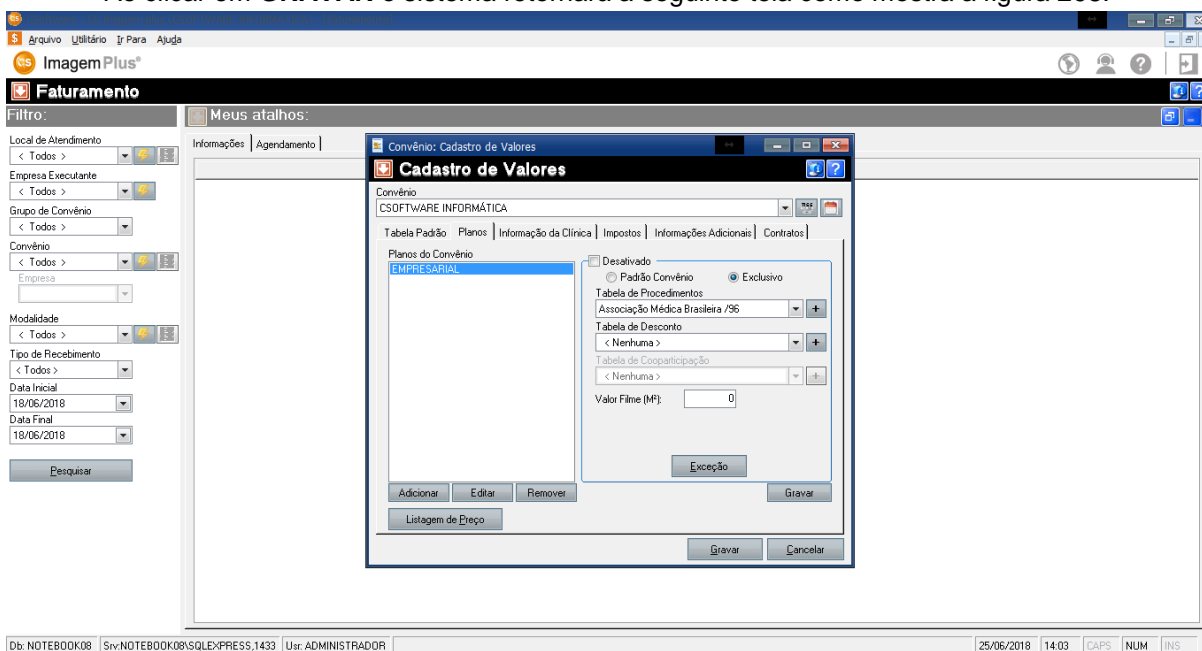 Arquivo Utilitário Ir Para Ajuda
ImagemPlus®
Faturamento
Filtro:
Meus atalhos:
Local de Atendimento
< Todos >
Empresa Executante
< Todos >
Grupo de Convênio
< Todos >
Convênio
< Todos >
Empresa
Modalidade
< Todos >
Tipo de Recebimento
< Todos >
Data Inicial
18/06/2018
Data Final
18/06/2018
Pesquisar
Informações Agendamento
Convênio: Cadastro de Valores
Cadastro de Valores
Convênio
CSOFTWARE INFORMÁTICA
Tabela Padrão Planos Informação da Clínica Impostos Informações Adicionais Contratos
Planos do Convênio
EMPRESARIAL
Desativado
Padrão Convênio Exclusivo
Tabela de Procedimentos
Associação Médica Brasileira /96
Tabela de Desconto
< Nenhuma >
Tabela de Cooparticipação
< Nenhuma >
Valor Filme (M²): 0
Exceção
Adicionar Editar Remover Gravar
Listagem de Preço
Gravar Cancelar
Db: NOTEBOOK08 Srv:NOTEBOOK08\SQLEXPRESS,1433 Usr: ADMINISTRADOR 25/06/2018 14:03 CAPS NUM INS